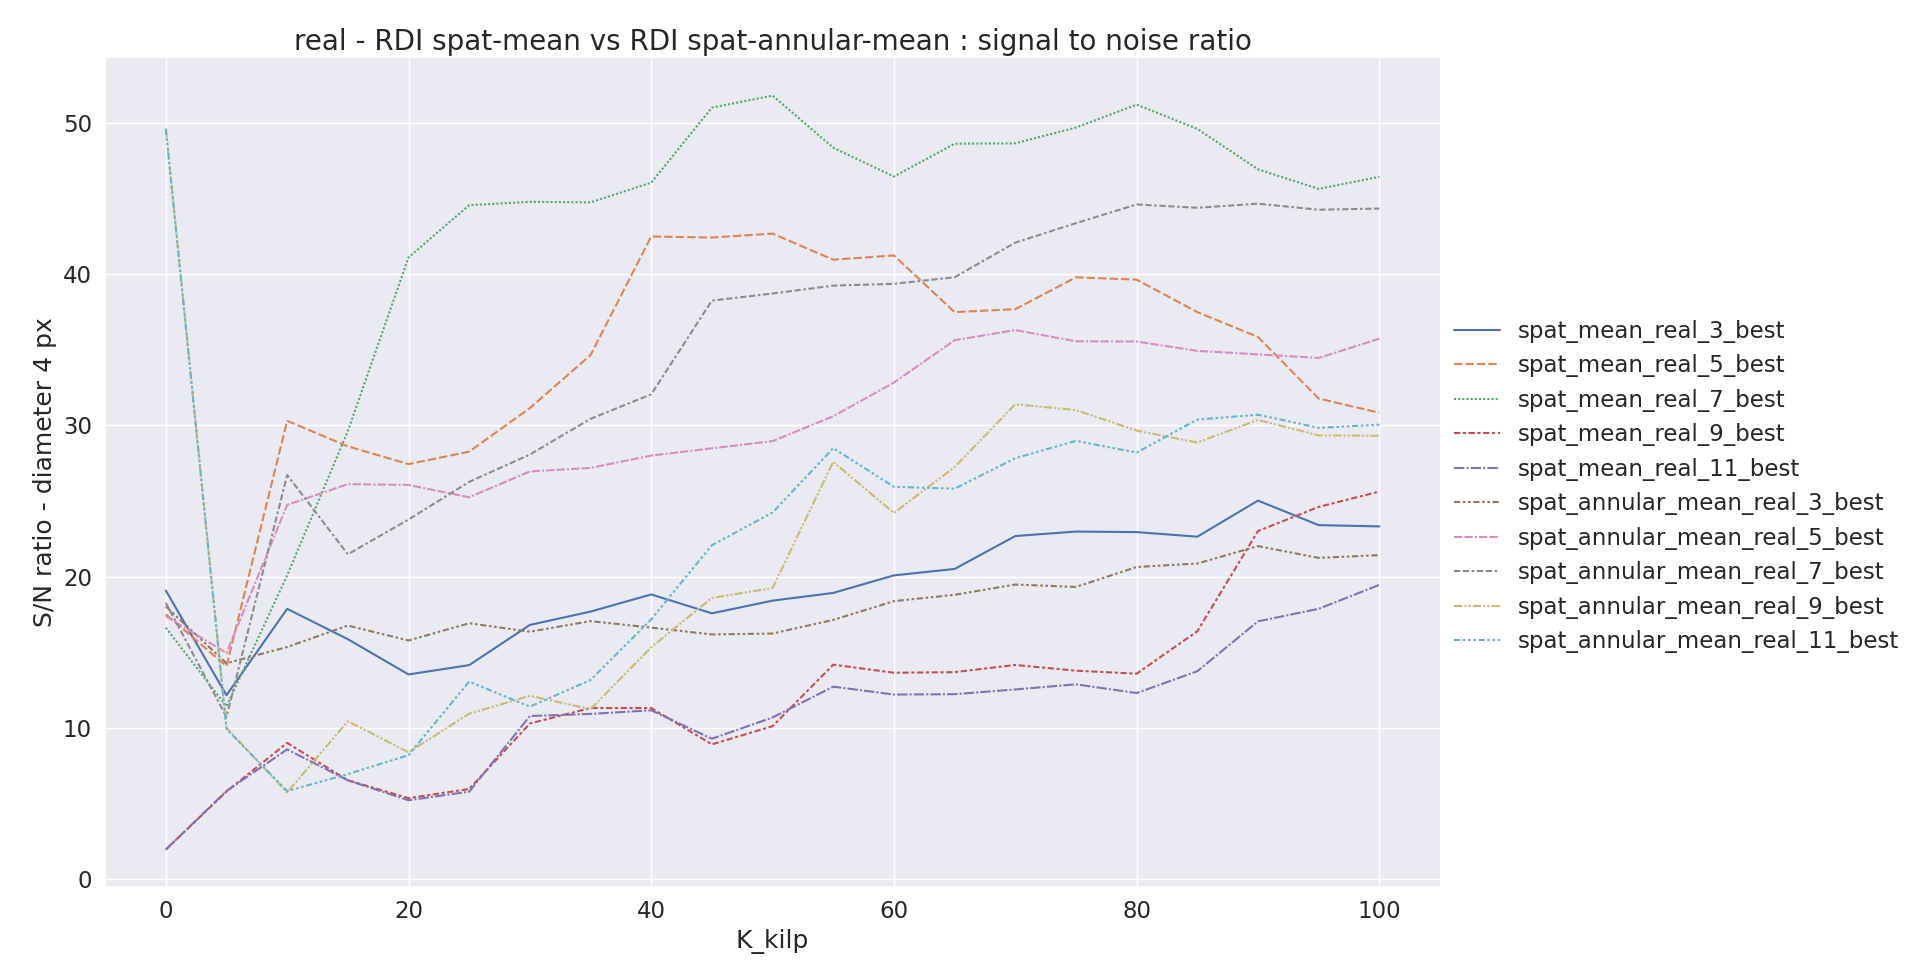 real - RDI spat-mean vs RDI spat-annular-mean : signal to noise ratio
S/N ratio - diameter 4 px
50
40
30
20
10
0
0 20 40 60 80 100
K_kilp
spat_mean_real_3_best
spat_mean_real_5_best
spat_mean_real_7_best
spat_mean_real_9_best
spat_mean_real_11_best
spat_annular_mean_real_3_best
spat_annular_mean_real_5_best
spat_annular_mean_real_7_best
spat_annular_mean_real_9_best
spat_annular_mean_real_11_best